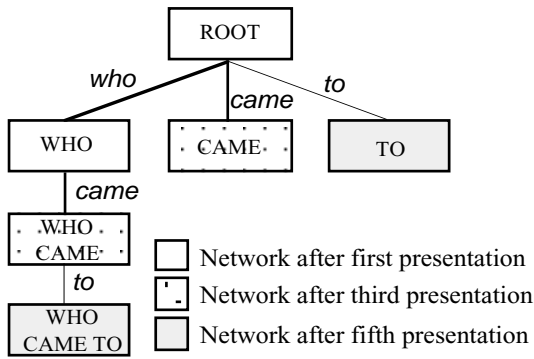 ROOT
who
came
to
WHO
CAME
TO
came
WHO
CAME
to
WHO
CAME TO
Network after first presentation
Network after third presentation
Network after fifth presentation